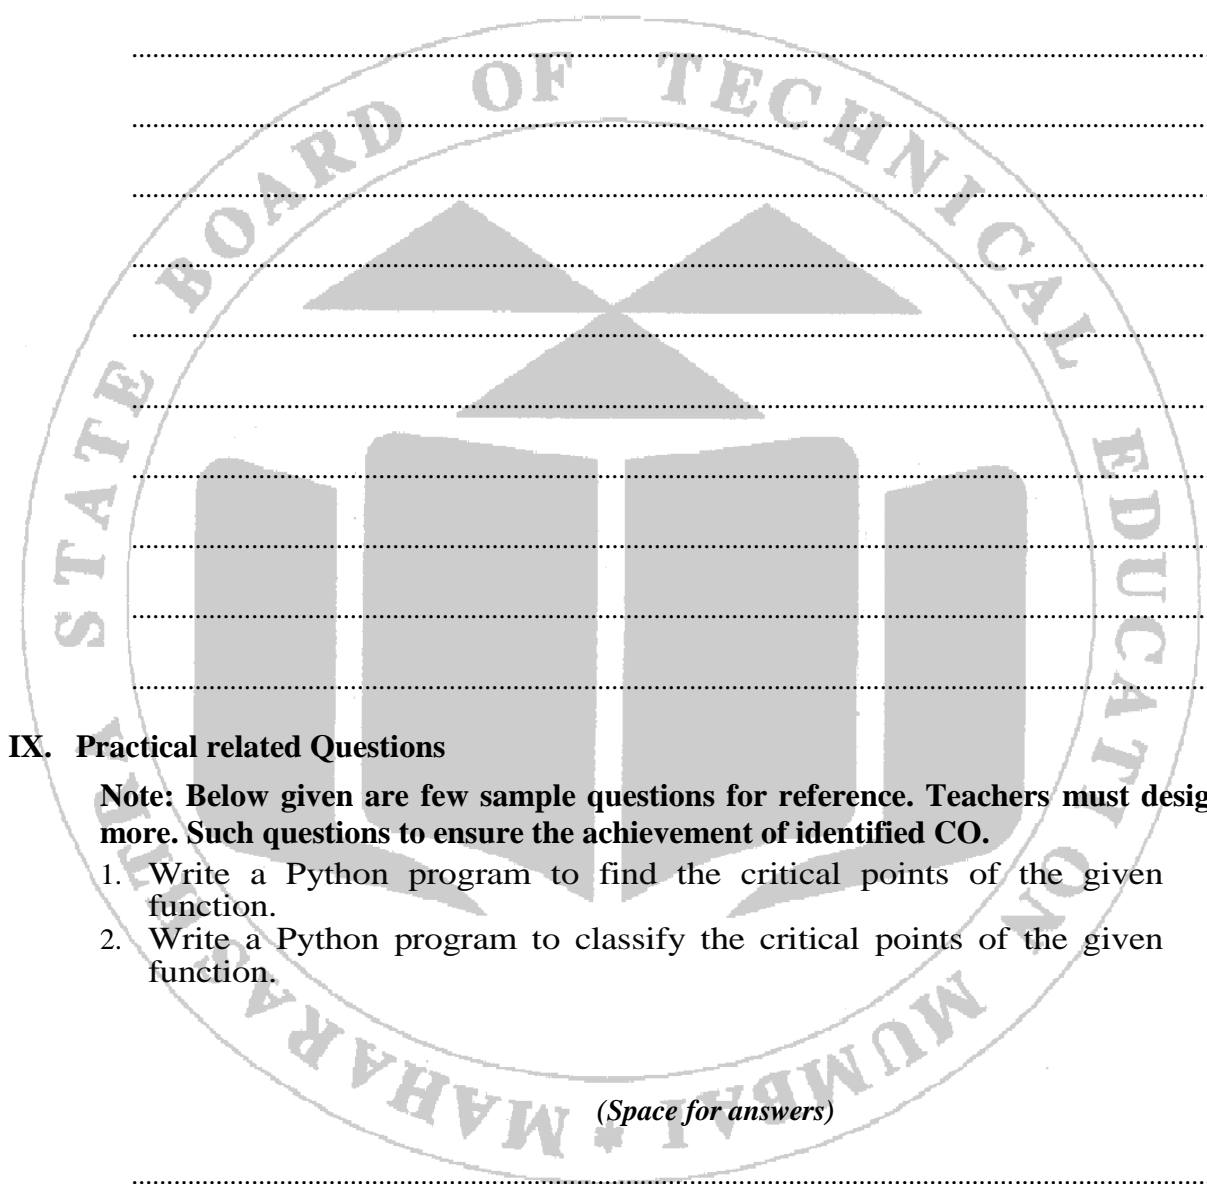 MAHARASHTRA STATE BOARD OF TECHNICAL EDUCATION MUMBAI
IX. Practical related Questions
Note: Below given are few sample questions for reference. Teachers must desig
more. Such questions to ensure the achievement of identified CO.
1. Write a Python program to find the critical points of the given
function.
2. Write a Python program to classify the critical points of the given
function.
(Space for answers)